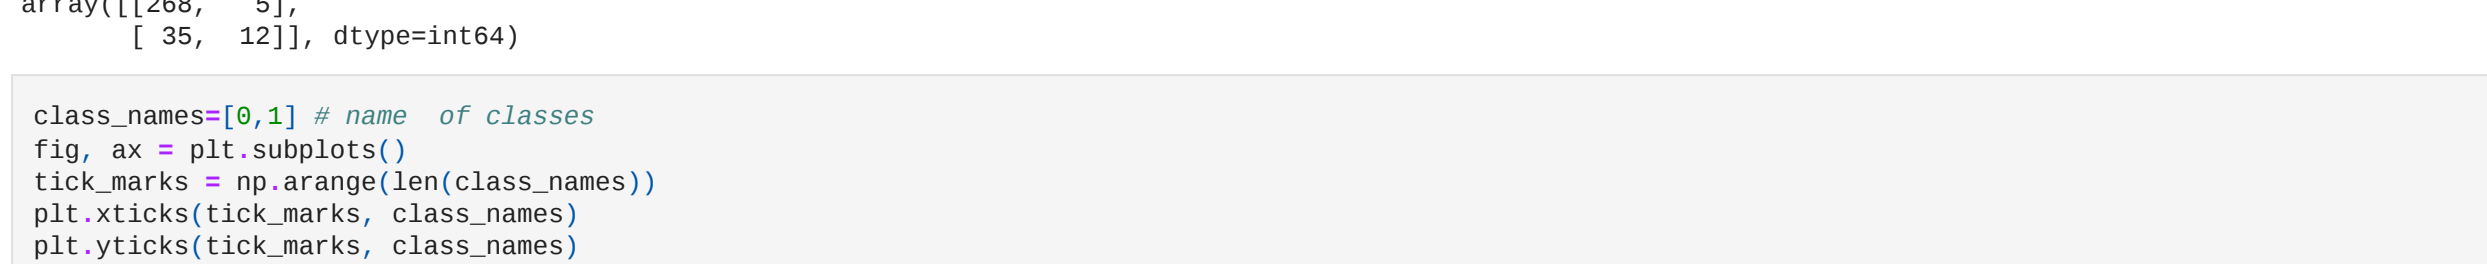 array([[268,   5],
       [ 35,  12]], dtype=int64)
class_names=[0,1] # name  of classes
fig, ax = plt.subplots()
tick_marks = np.arange(len(class_names))
plt.xticks(tick_marks, class_names)
plt.yticks(tick_marks, class_names)